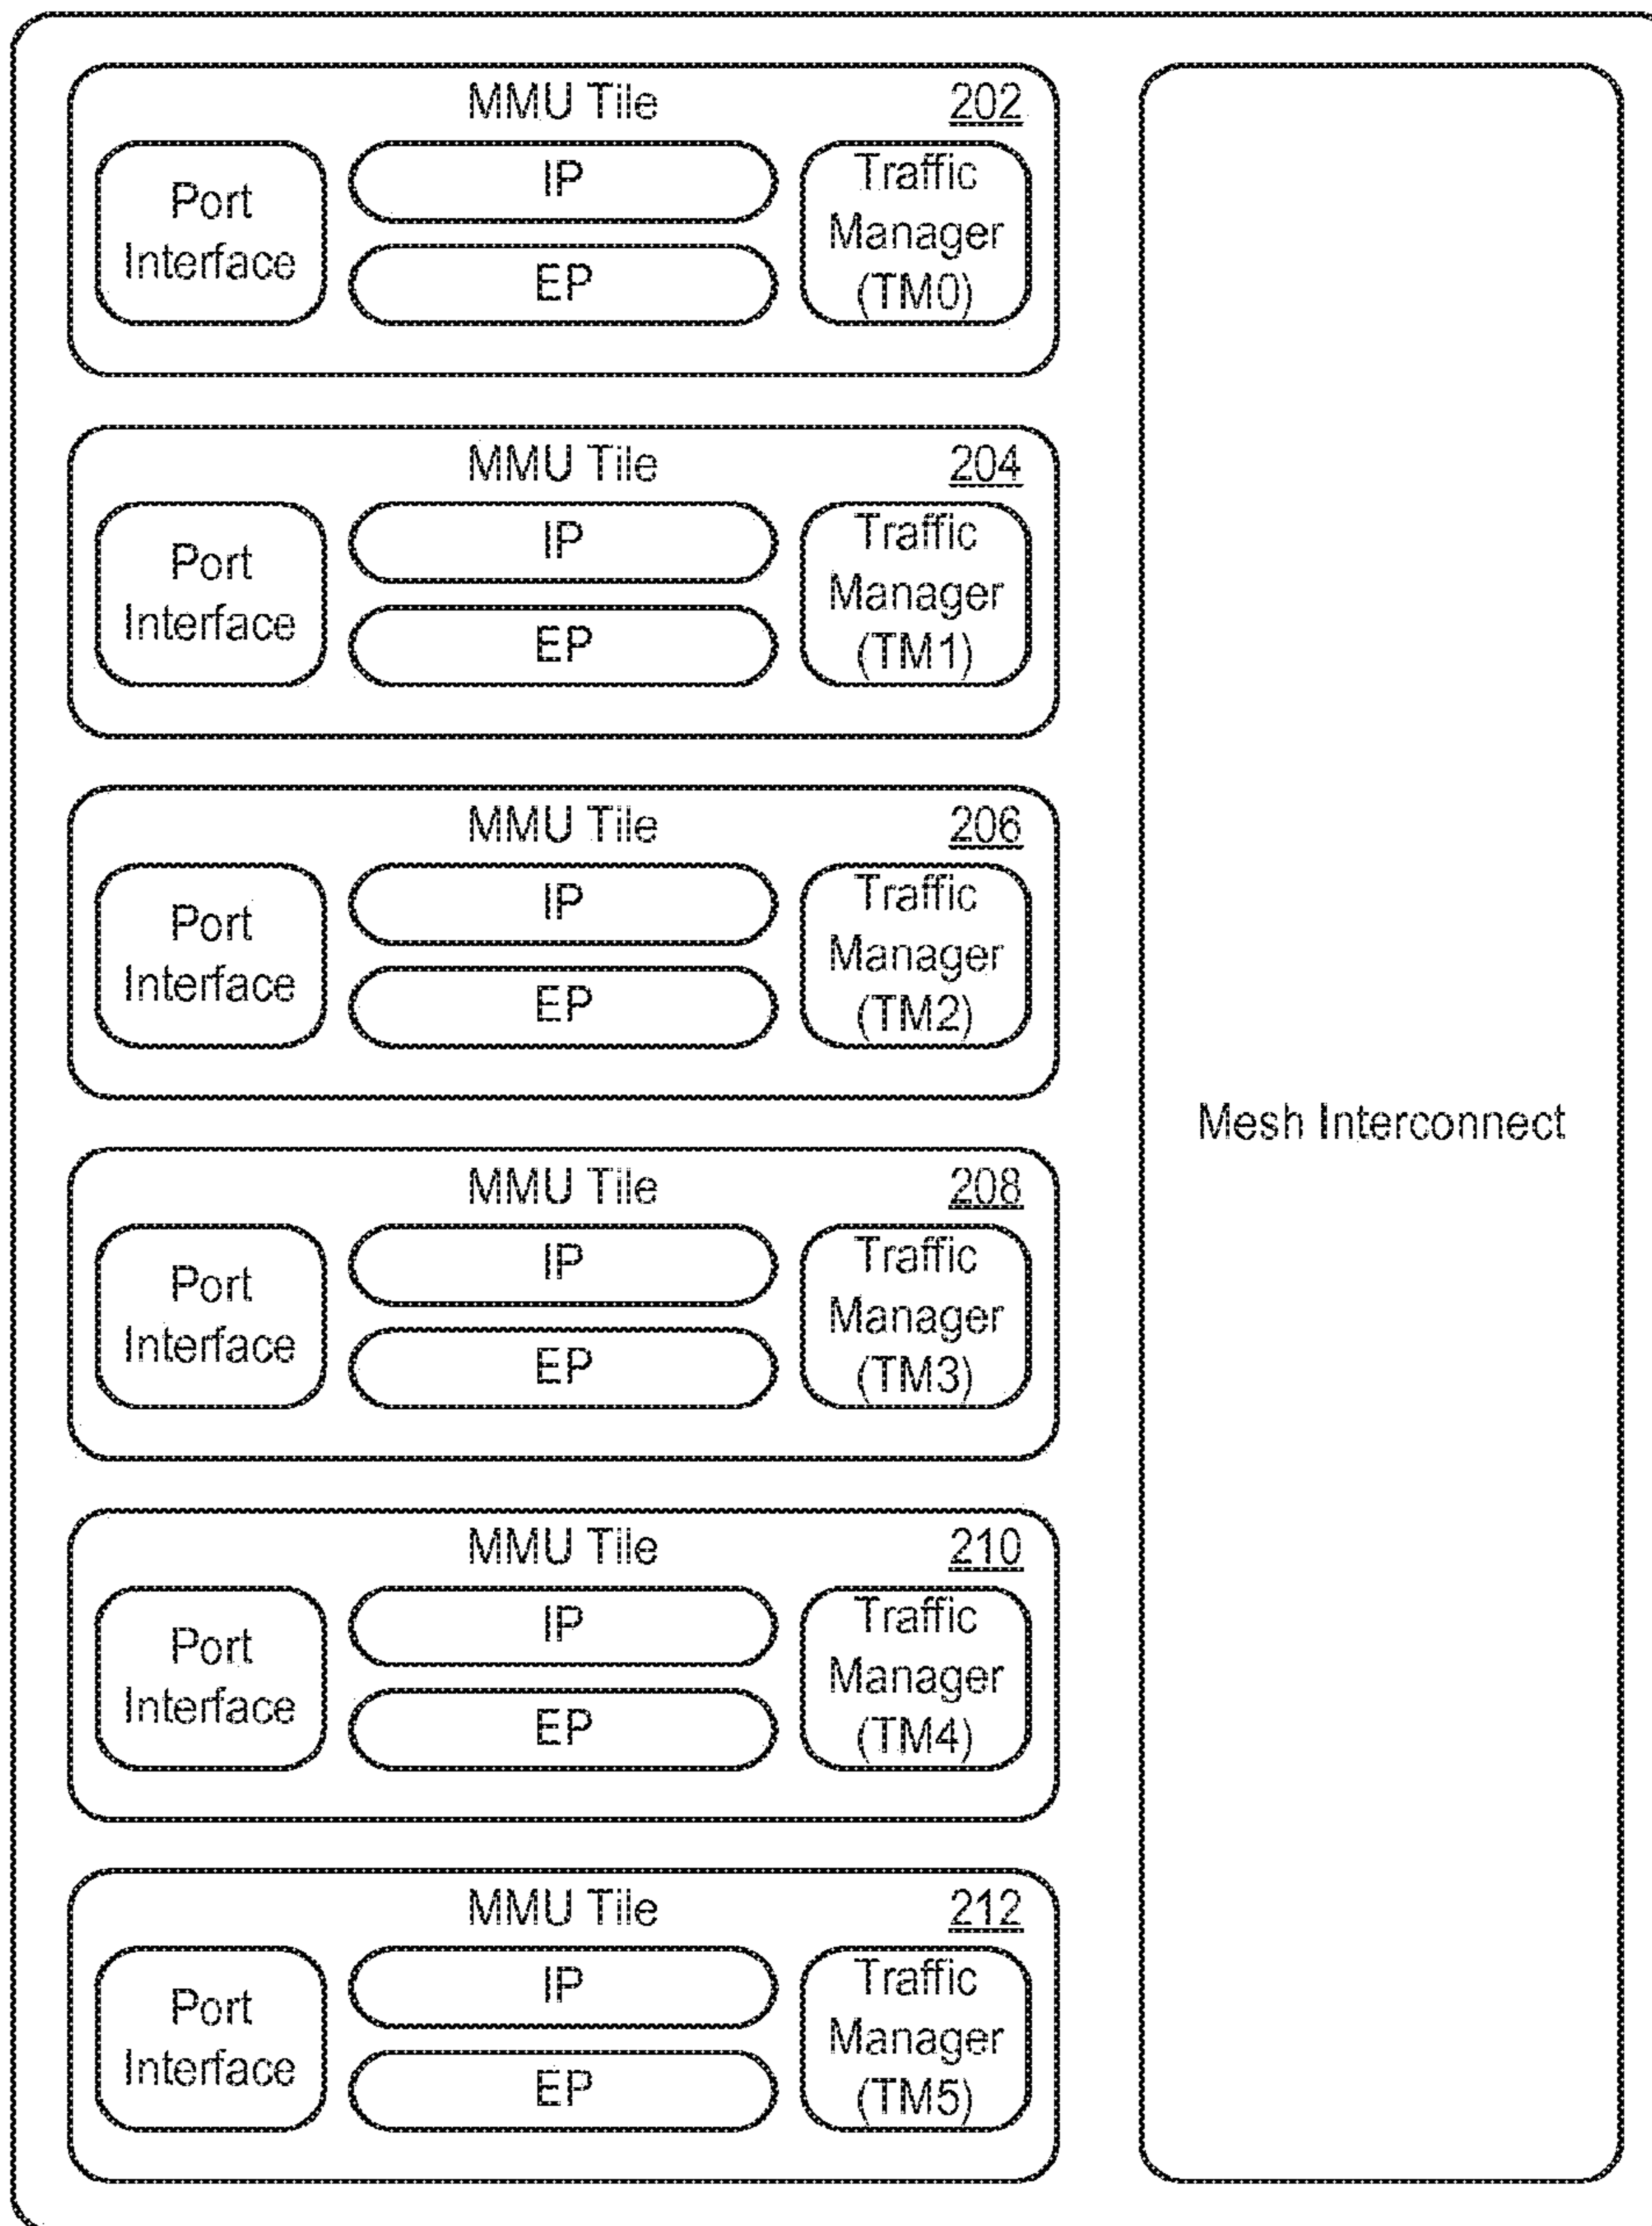 MMU Tile 202
Port
Interface
IP
EP
Traffic
Manager
(TM0)
MMU Tile 204
Port
Interface
IP
EP
Traffic
Manager
(TM1)
MMU Tile 206
Port
Interface
IP
EP
Traffic
Manager
(TM2)
MMU Tile 208
Port
Interface
IP
EP
Traffic
Manager
(TM3)
MMU Tile 210
Port
Interface
IP
EP
Traffic
Manager
(TM4)
MMU Tile 212
Port
Interface
IP
EP
Traffic
Manager
(TM5)
Mesh Interconnect